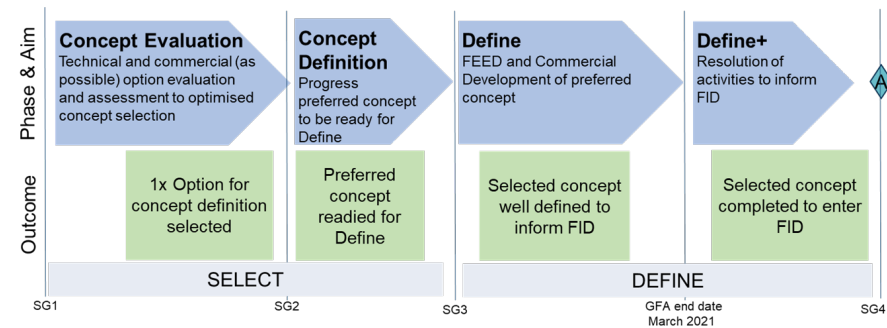 Phase & Aim
Concept Evaluation
Technical and commercial (as
possible) option evaluation
and assessment to optimised
concept selection
Concept
Definition
Progress
preferred concept
to be ready for
Define
Define
FEED and Commercial
Development of preferred
concept
Define+
Resolution of
activities to inform
FID
A
Outcome
1x Option for
concept definition
selected
Preferred
concept
readied for
Define
Selected concept
well defined to
inform FID
Selected concept
completed to enter
FID
SELECT
DEFINE
SG1
SG2
SG3
GFA end date
March 2021
SG4